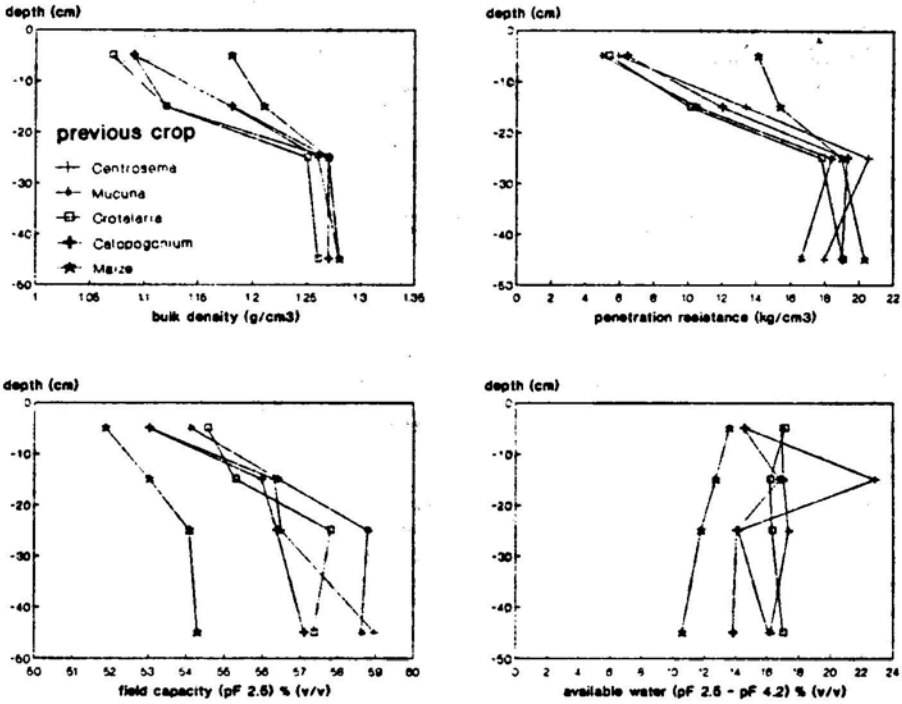 depth (cm)
0
-10
-20
-30
-40
-50
previous crop
Centrosema
Mucuna
Crotalaria
Calopogonium
Maize
1 1.05 1.1 1.15 1.2 1.25 1.3 1.35
bulk density (g/cm3)
depth (cm)
0
-10
-20
-30
-40
-50
0 2 4 6 8 10 12 14 16 18 20 22
penetration resistance (kg/cm3)
depth (cm)
0
-10
-20
-30
-40
-50
50 51 52 53 54 55 56 57 58 59 60
field capacity (pF 2.5) % (v/v)
depth (cm)
0
-10
-20
-30
-40
-50
0 2 4 6 8 10 12 14 16 18 20 22 24
available water (pF 2.5 - pF 4.2) % (v/v)